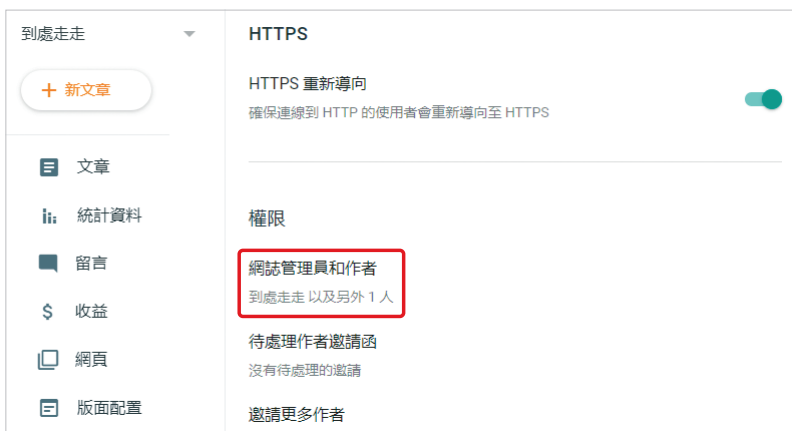 到處走走
+ 新文章
文章
統計資料
留言
$ 收益
網頁
版面配置
HTTPS
HTTPS 重新導向
確保連線到 HTTP 的使用者會重新導向至 HTTPS
權限
網誌管理員和作者
到處走走 以及另外 1 人
待處理作者邀請函
沒有待處理的邀請
邀請更多作者